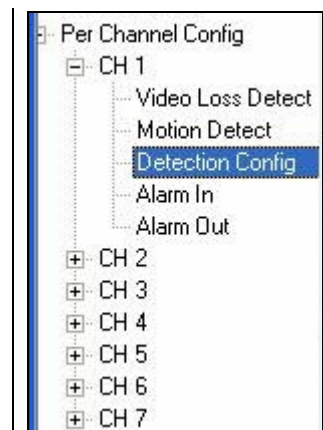 Per Channel Config
CH 1
Video Loss Detect
Motion Detect
Detection Config
Alarm In
Alarm Out
CH 2
CH 3
CH 4
CH 5
CH 6
CH 7